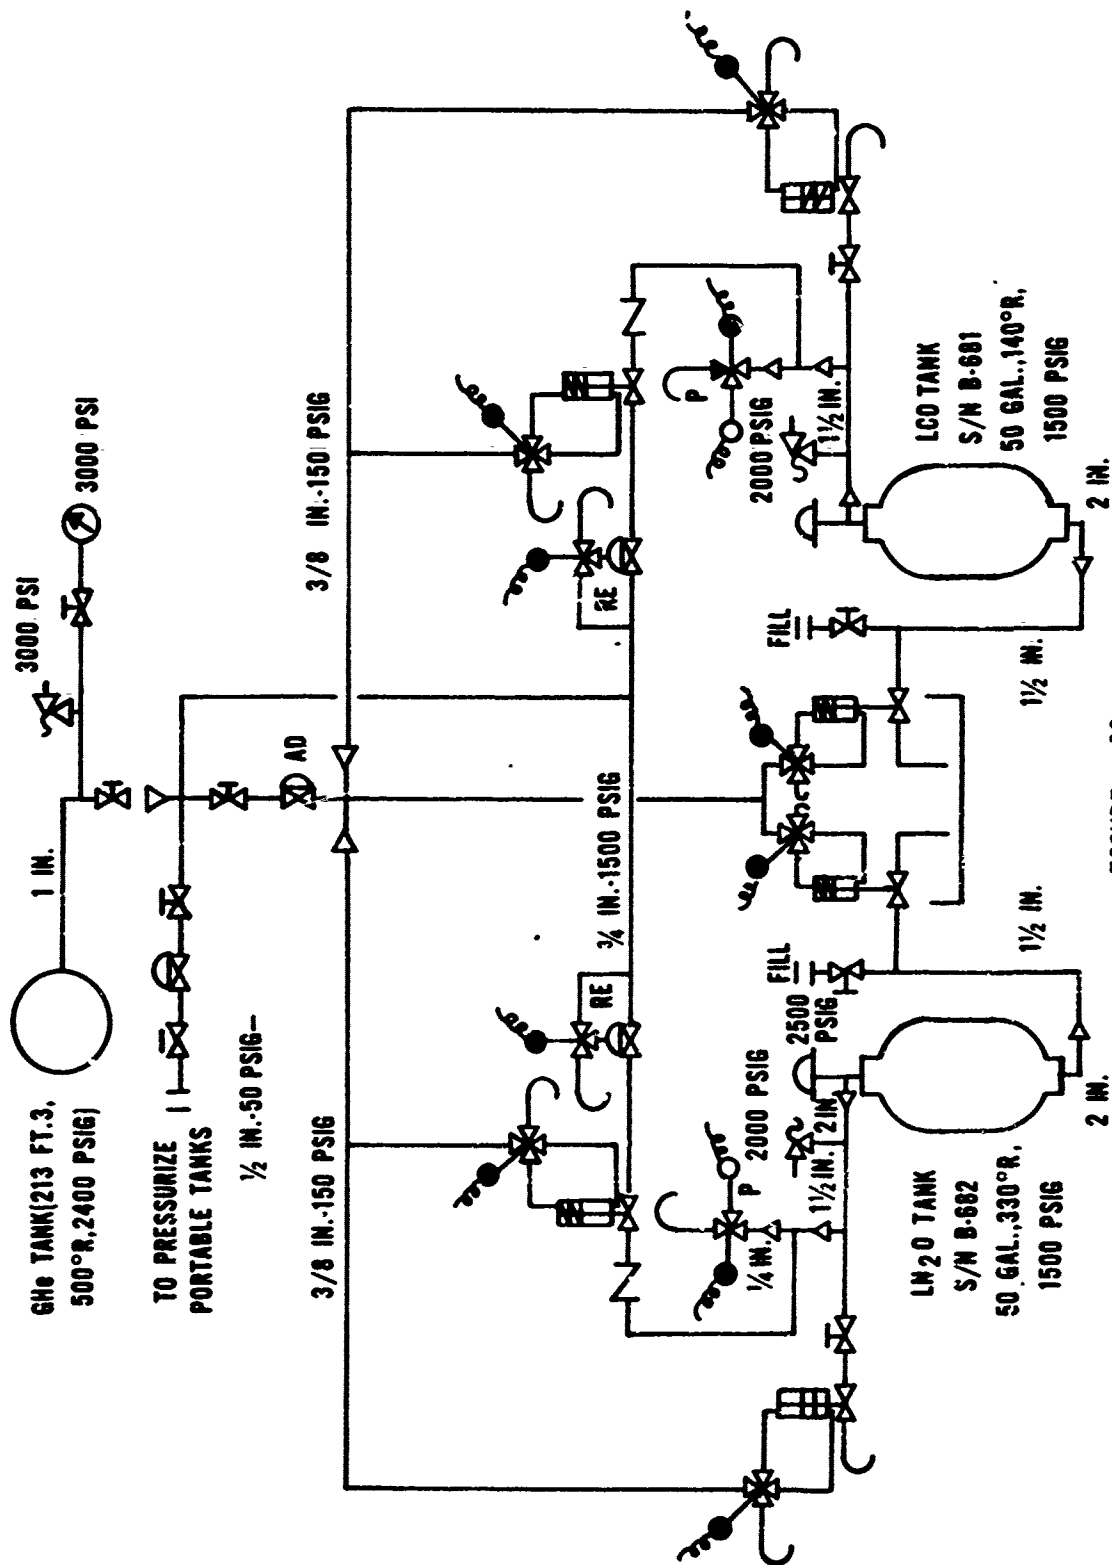 GHe TANK(213 FT.3,
500°R,2400 PSIG)
1 IN.
3000 PSI
3000 PSI
TO PRESSURIZE
PORTABLE TANKS
½ IN.-50 PSIG—
AD
3/8 IN.-150 PSIG
3/8 IN.-150 PSIG
RE
RE
¾ IN.-1500 PSIG
¼ IN.
P
2000 PSIG
1½ IN.
2 IN.
2500
PSIG
FILL
FILL
P
2000 PSIG
1½ IN.
LN2O TANK
S/N B-682
50 GAL.,330°R,
1500 PSIG
2 IN.
1½ IN.
1½ IN.
LCO TANK
S/N B-681
50 GAL.,140°R,
1500 PSIG
2 IN.